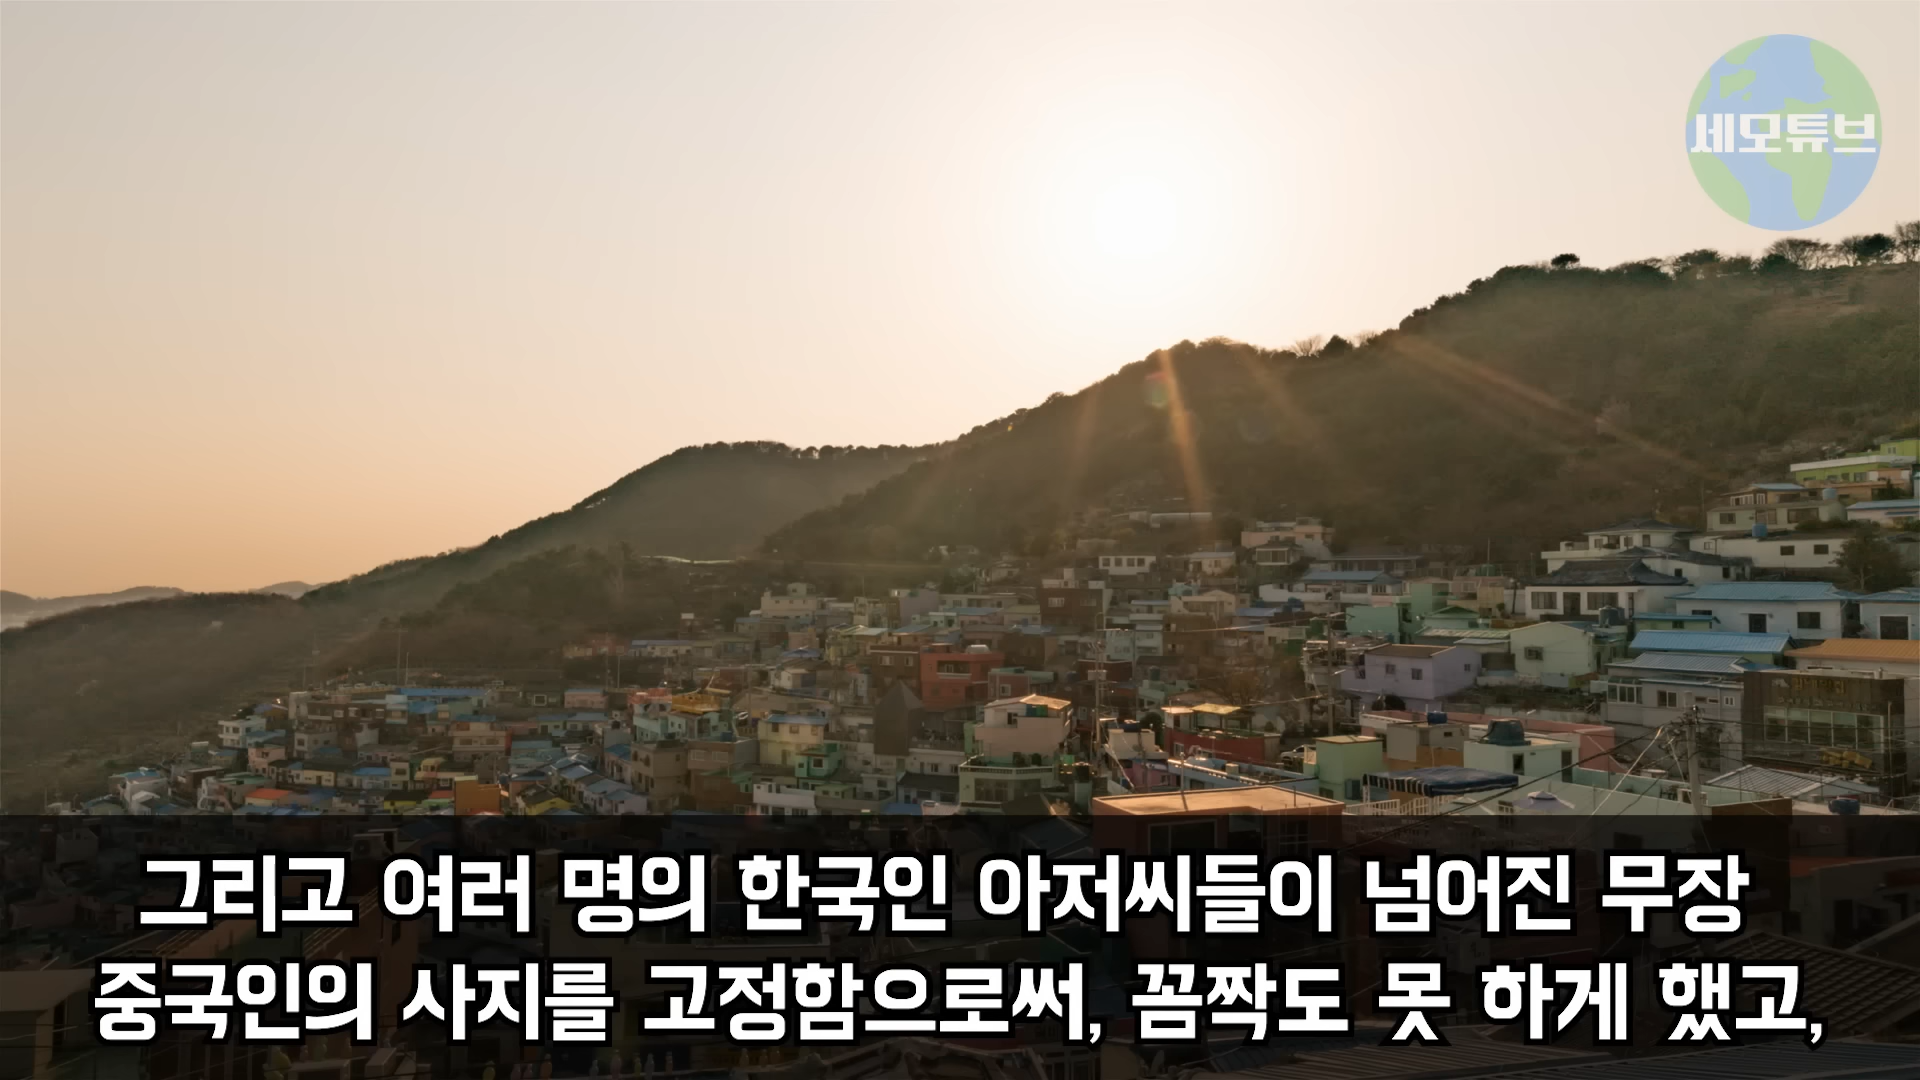 세모튜브
그리고 여러 명의 한국인 아저씨들이 넘어진 무장
중국인의 사지를 고정함으로써, 꼼짝도 못 하게 했고,